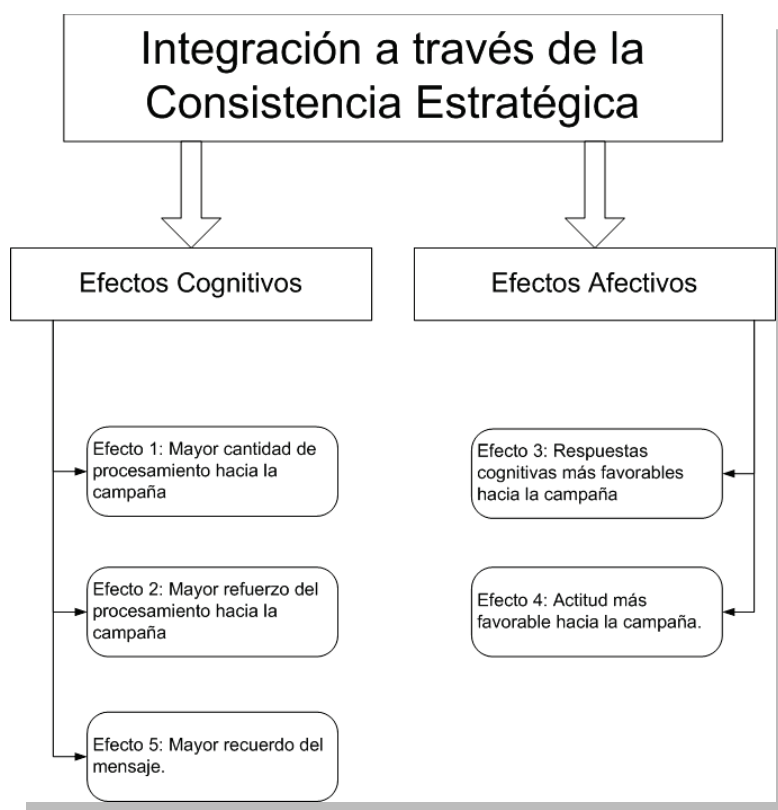 Integración a través de la
Consistencia Estratégica
Efectos Cognitivos
Efectos Afectivos
Efecto 1: Mayor cantidad de
procesamiento hacia la
campaña
Efecto 2: Mayor refuerzo del
procesamiento hacia la
campaña
Efecto 5: Mayor recuerdo del
mensaje.
Efecto 3: Respuestas
cognitivas más favorables
hacia la campaña
Efecto 4: Actitud más
favorable hacia la campaña.